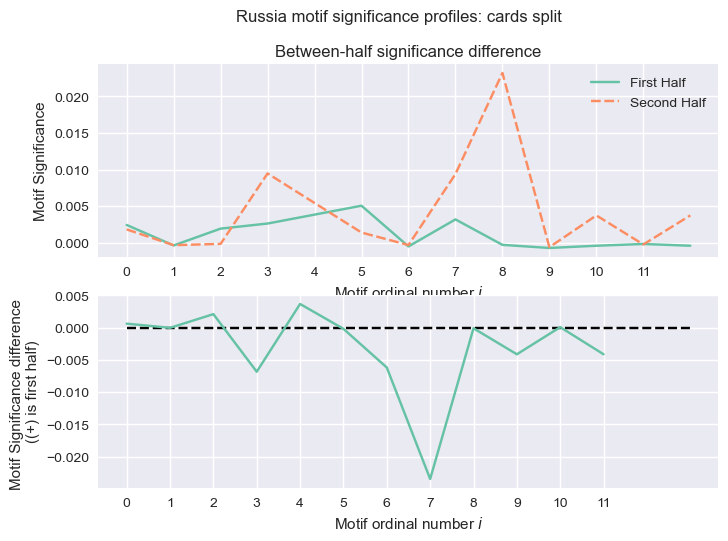 Russia motif significance profiles: cards split
Between-half significance difference
Motif Significance
0.020
0.015
0.010
0.005
0.000
First Half
Second Half
0 1 2 3 4 5 6 7 8 9 10 11
Motif ordinal number i
Motif Significance difference
((+) is first half)
0.005
0.000
−0.005
−0.010
−0.015
−0.020
0 1 2 3 4 5 6 7 8 9 10 11
Motif ordinal number i